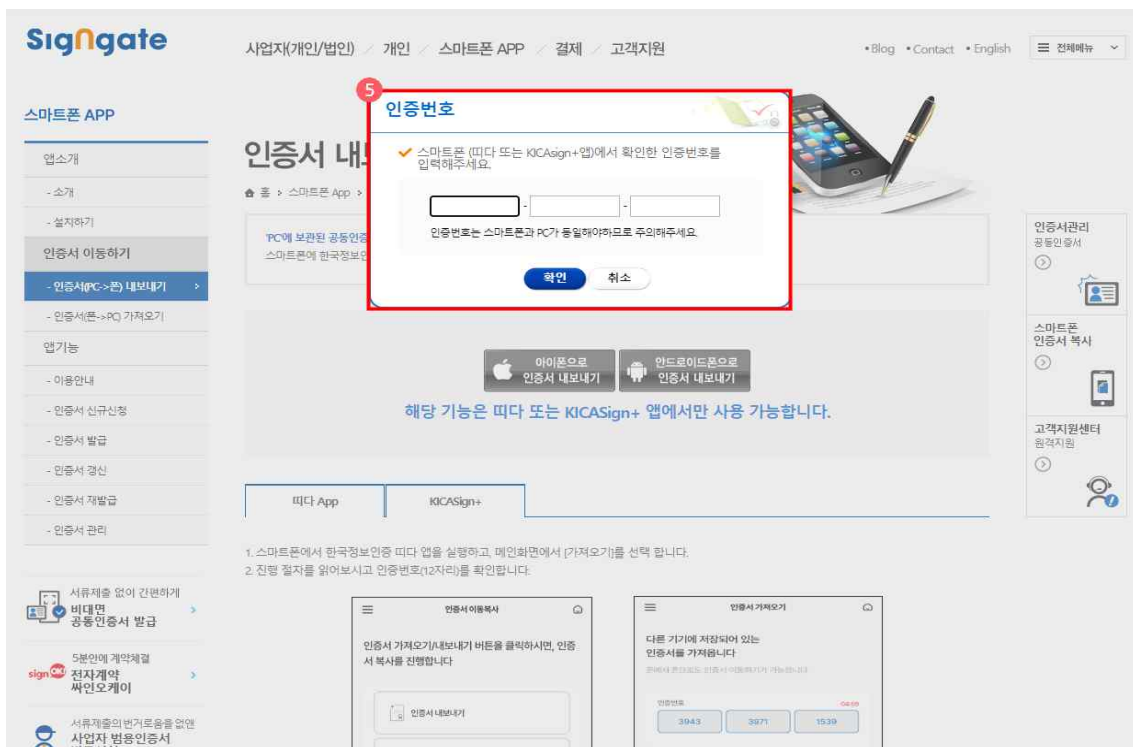 SıgNgate
사업자(개인/법인) / 개인 / 스마트폰 APP / 결제 / 고객지원
•Blog •Contact •English
전체메뉴
스마트폰 APP
앱소개
- 소개
- 설치하기
인증서 이동하기
- 인증서(PC->폰) 내보내기 >
- 인증서(폰->PC) 가져오기
앱기능
- 이용안내
- 인증서 신규신청
- 인증서 발급
- 인증서 갱신
- 인증서 재발급
- 인증서 관리
서류제출 없이 간편하게
비대면
공동인증서 발급
5분안에 계약체결
전자계약
싸인오케이
sign OK
서류제출의 번거로움을 없앤
사업자 범용인증서
인증서 내보
홈 > 스마트폰 App >
'PC에 보관된 공동인증
스마트폰에 한국정보인
5
인증번호
스마트폰 (띠다 또는 KICAsign+앱)에서 확인한 인증번호를
입력해주세요.
- -
인증번호는 스마트폰과 PC가 동일해야하므로 주의해주세요.
확인 취소
아이폰으로
인증서 내보내기
안드로이드폰으로
인증서 내보내기
해당 기능은 띠다 또는 KICASign+ 앱에서만 사용 가능합니다.
띠다 App
KICASign+
1. 스마트폰에서 한국정보인증 띠다 앱을 실행하고, 메인화면에서 [가져오기]를 선택 합니다.
2. 진행 절차를 읽어보시고 인증번호(12자리)를 확인합니다.
인증서 이동복사
인증서 가져오기/내보내기 버튼을 클릭하시면, 인증
서 복사를 진행합니다
인증서 내보내기
인증서 가져오기
다른 기기에 저장되어 있는
인증서를 가져옵니다
인증번호
3943 3871 1539
인증서관리
공동인증서
스마트폰
인증서 복사
고객지원센터
원격지원